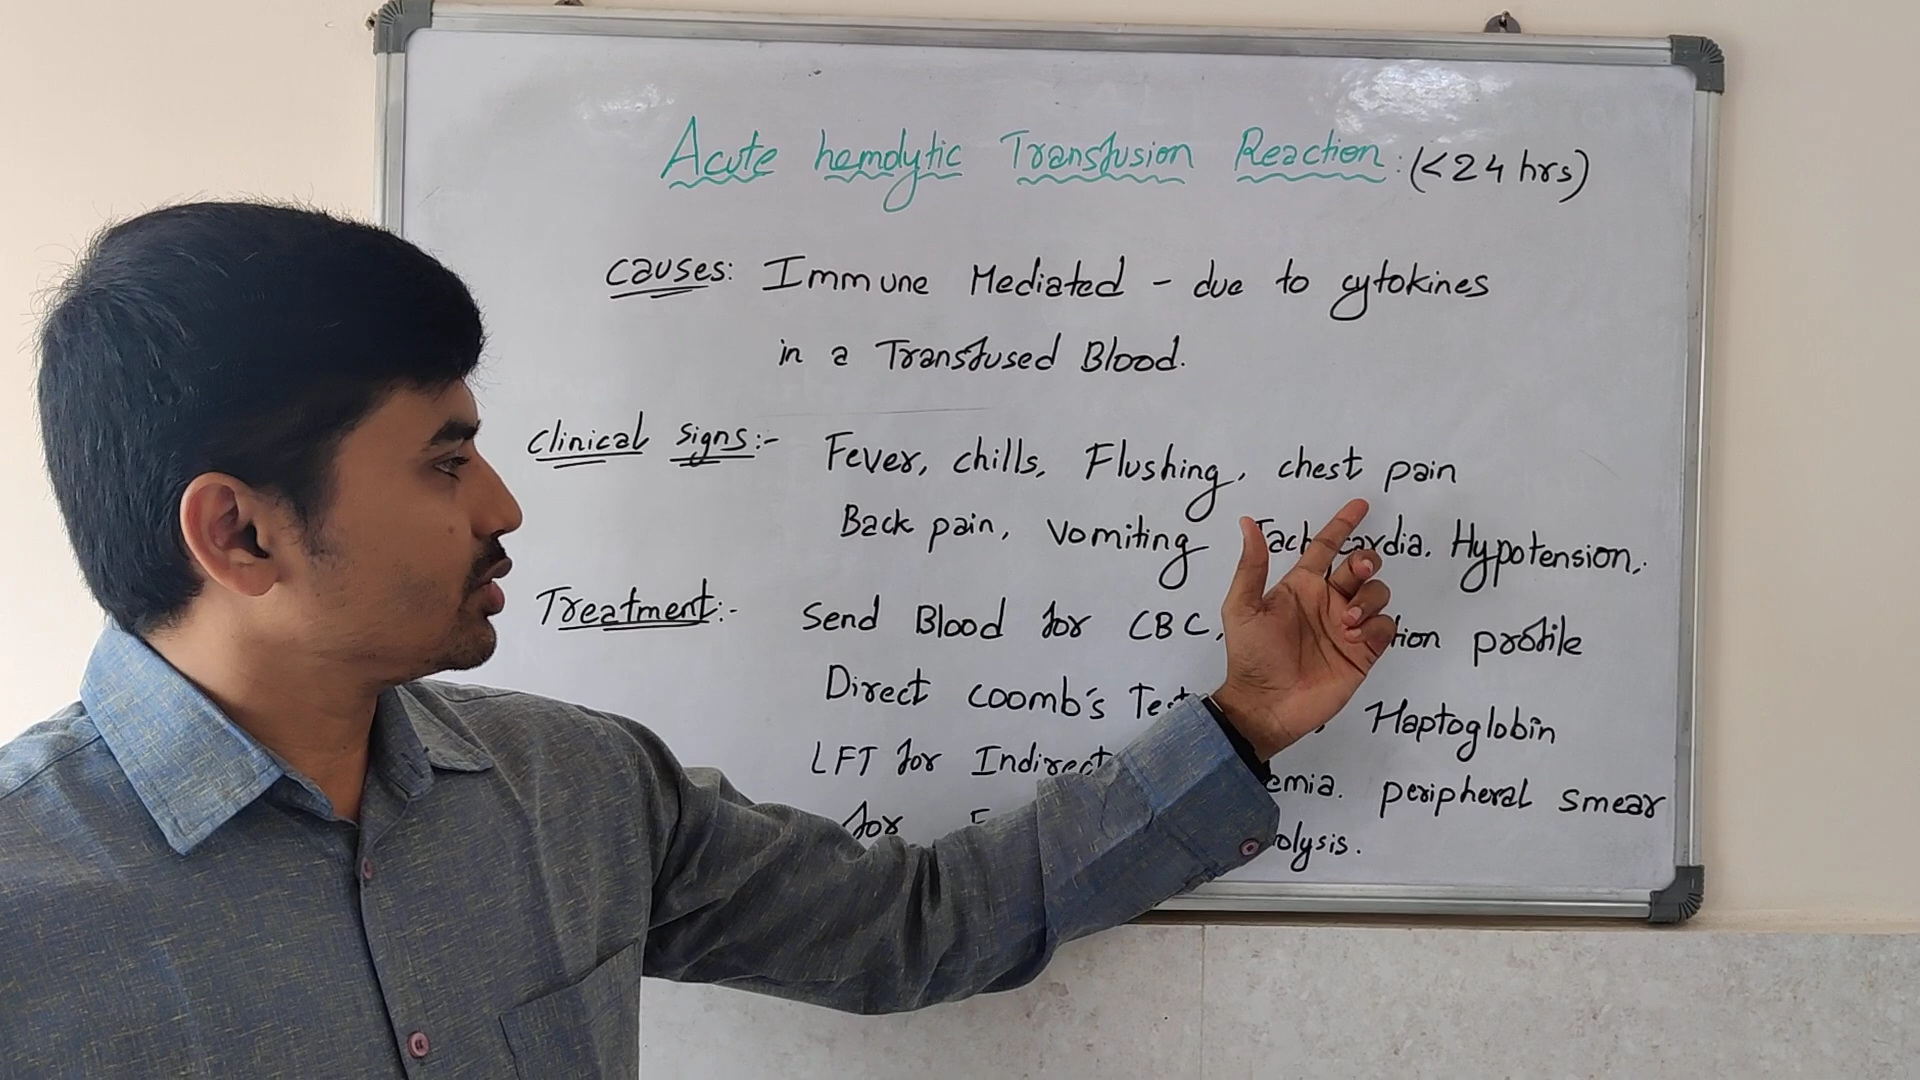 Acute hemolytic Transfusion Reaction: (<24 hrs)
Causes: Immune Mediated - due to cytokines
in a Transfused Blood.
Clinical signs:- Fever, chills, Flushing, chest pain
Back pain, Vomiting Hypotension,.
Treatment:- Send Blood for CBC, profile
Direct Coomb's Haptoglobin
LFT for Indirect peripheral smear
for